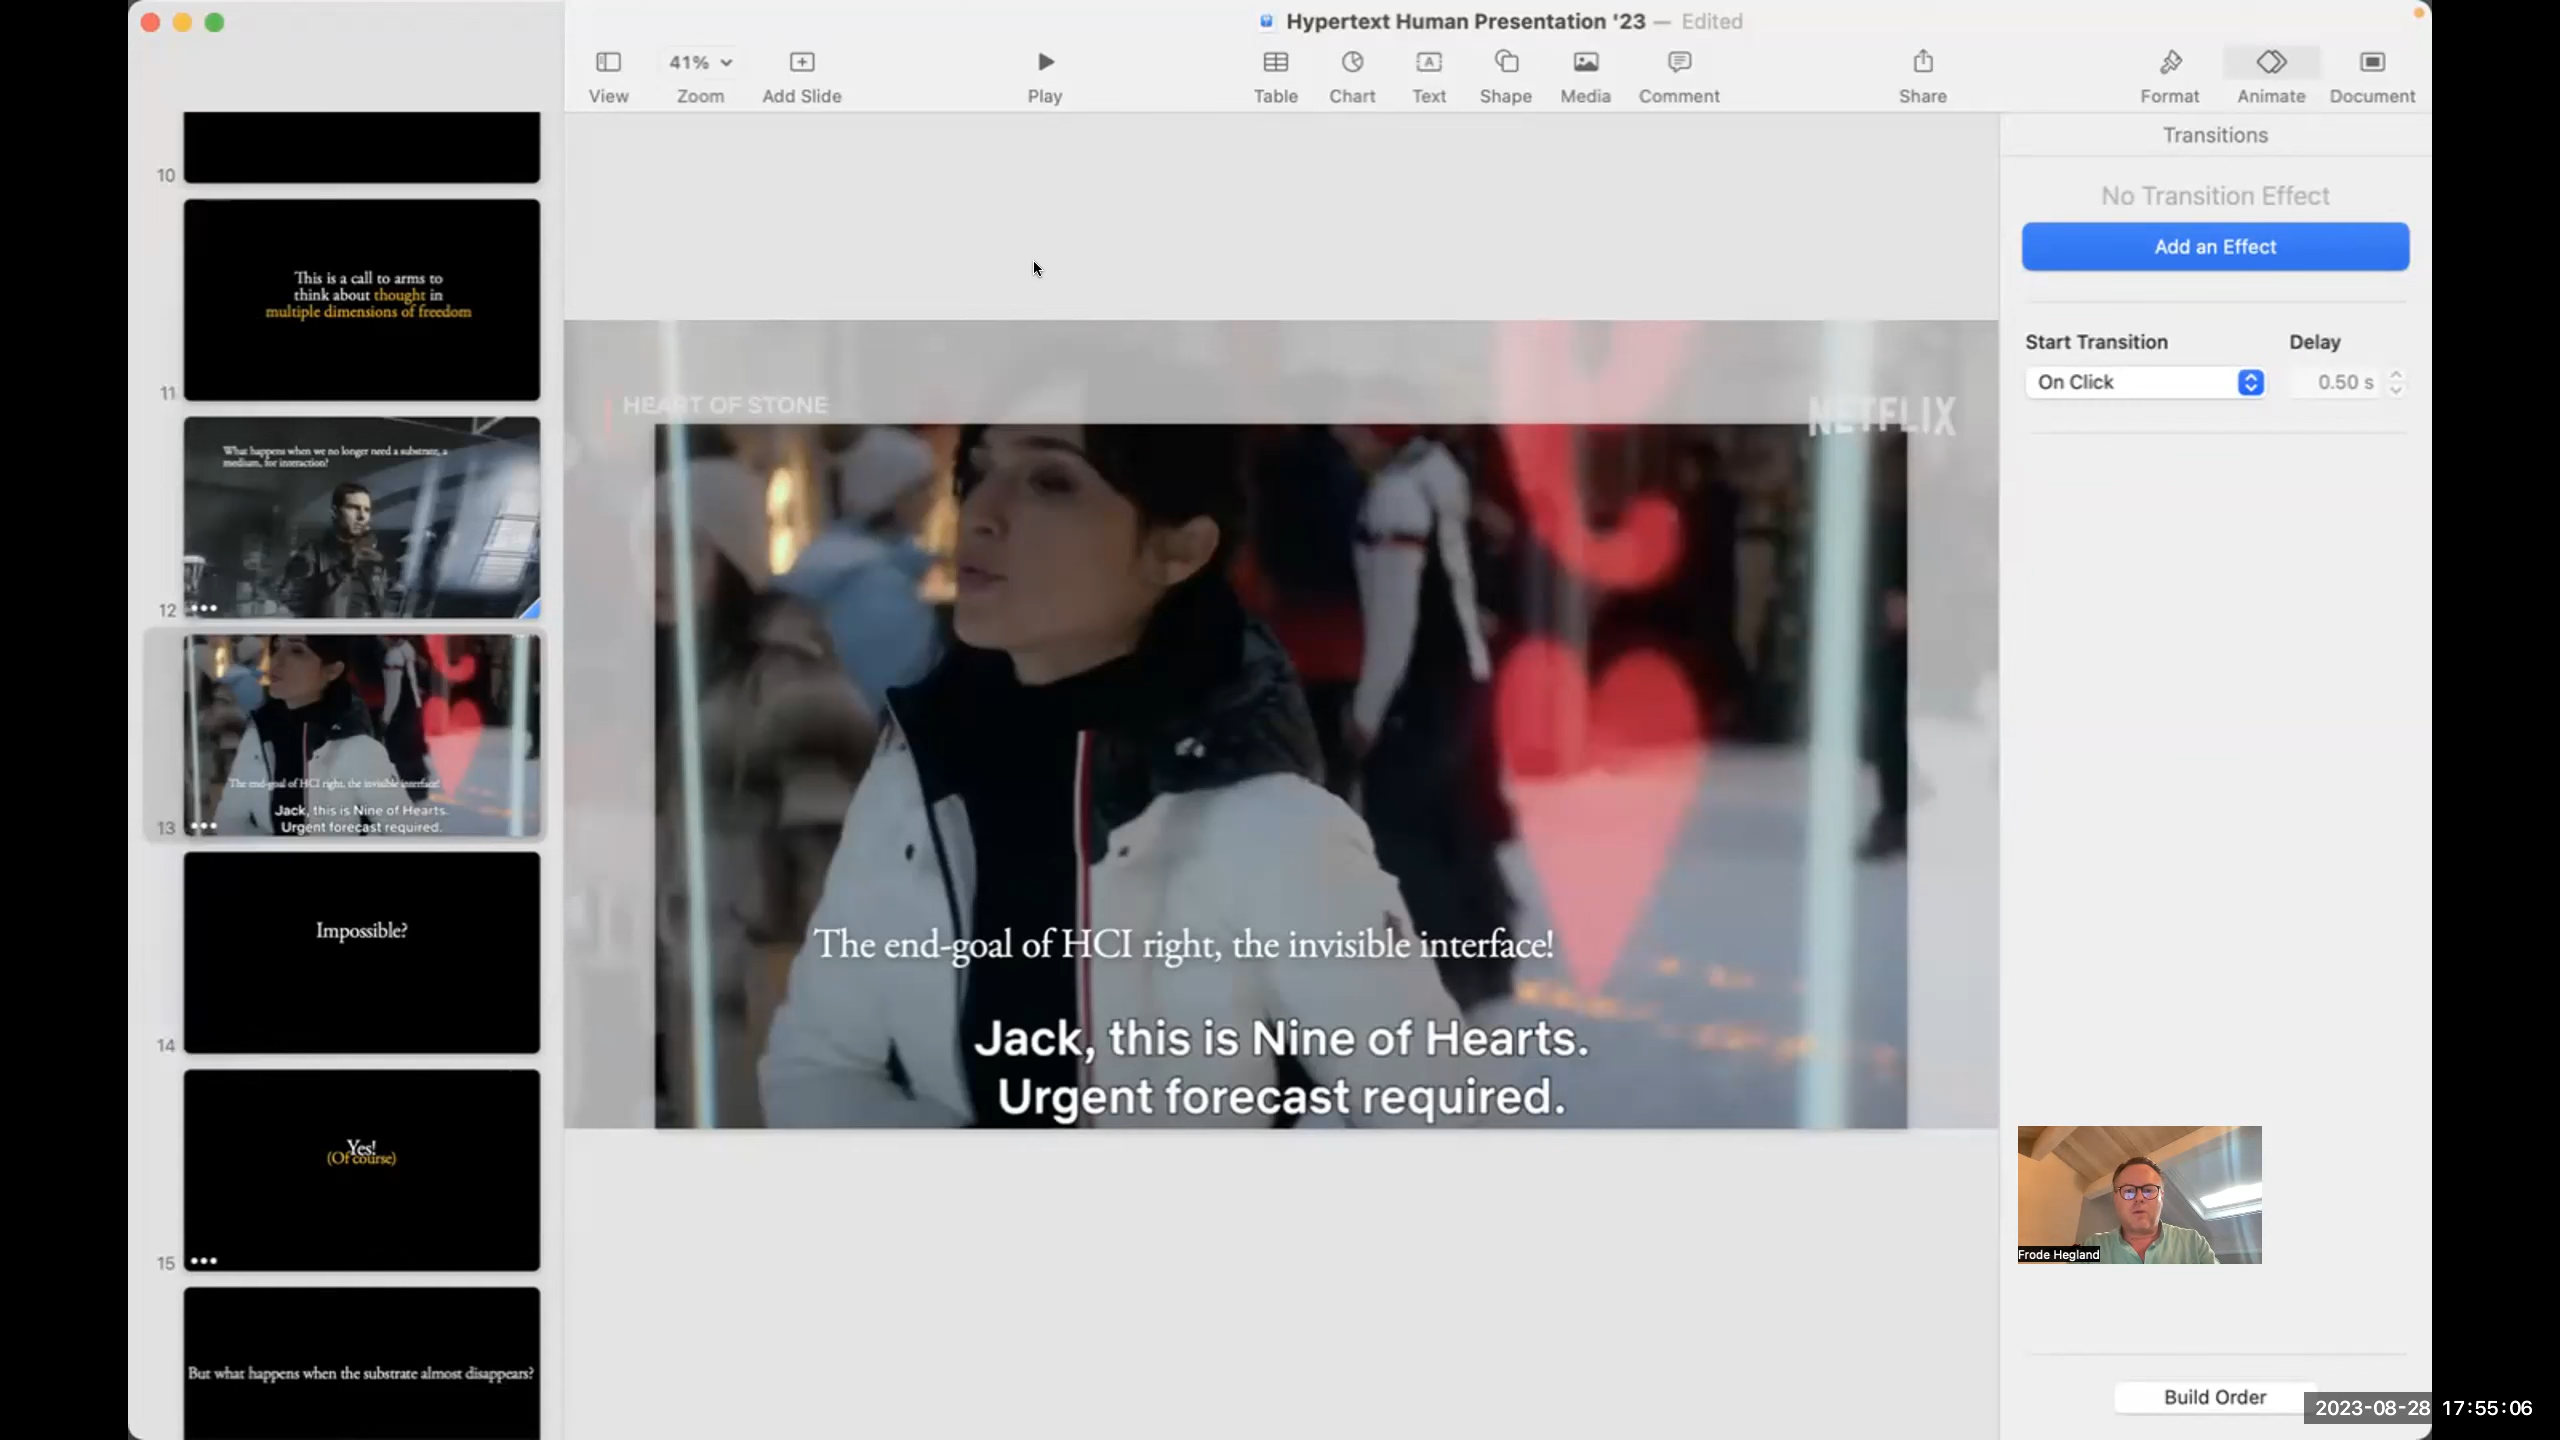 Hypertext Human Presentation '23 — Edited
View
41%
Zoom
Add Slide
Play
Table
Chart
Text
Shape
Media
Comment
Share
Format
Animate
Document
10
This is a call to arms to
think about thought in
multiple dimensions of freedom
11
What happens when we no longer need a substrate, a
medium, for interaction?
12
The end-goal of HCI right, the invisible interface!
Jack, this is Nine of Hearts.
Urgent forecast required.
13
Impossible?
14
Yes!
(Of course)
15
But what happens when the substrate almost disappears?
HEART OF STONE
NETFLIX
The end-goal of HCI right, the invisible interface!
Jack, this is Nine of Hearts.
Urgent forecast required.
Transitions
No Transition Effect
Add an Effect
Start Transition
Delay
On Click
0.50 s
Frode Hegland
Build Order
2023-08-28 17:55:06